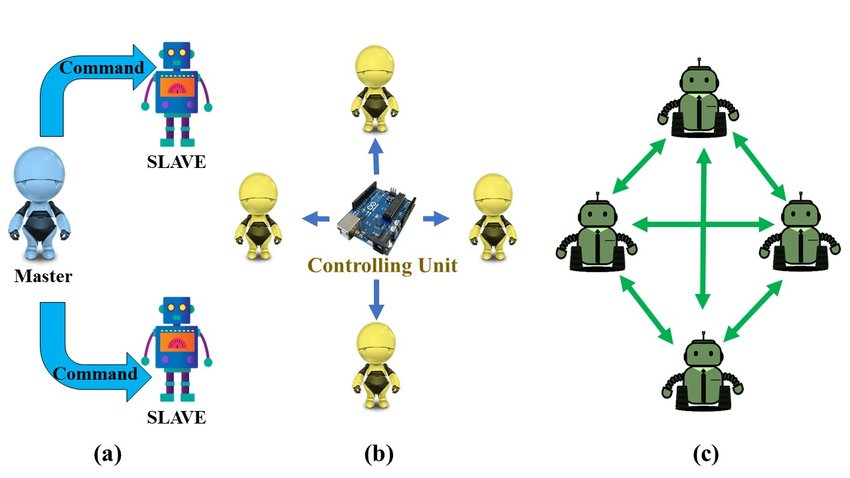 Command
SLAVE
Master
Command
SLAVE
(a)
Controlling Unit
(b)
(c)